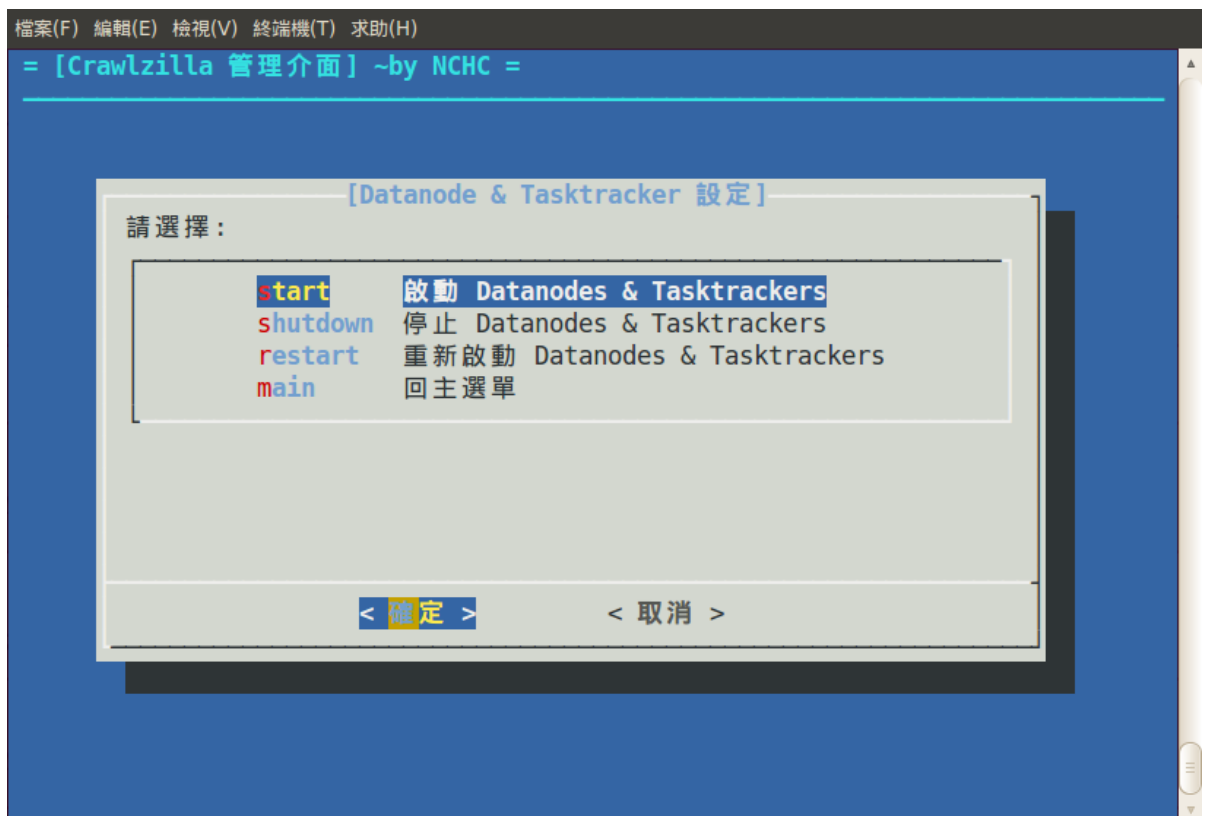 檔案(F) 編輯(E) 檢視(V) 終端機(T) 求助(H)
= [Crawlzilla 管理介面] ~by NCHC =
[Datanode & Tasktracker 設定]
請選擇:
start 啟動 Datanodes & Tasktrackers
shutdown 停止 Datanodes & Tasktrackers
restart 重新啟動 Datanodes & Tasktrackers
main 回主選單
< 確定 > < 取消 >